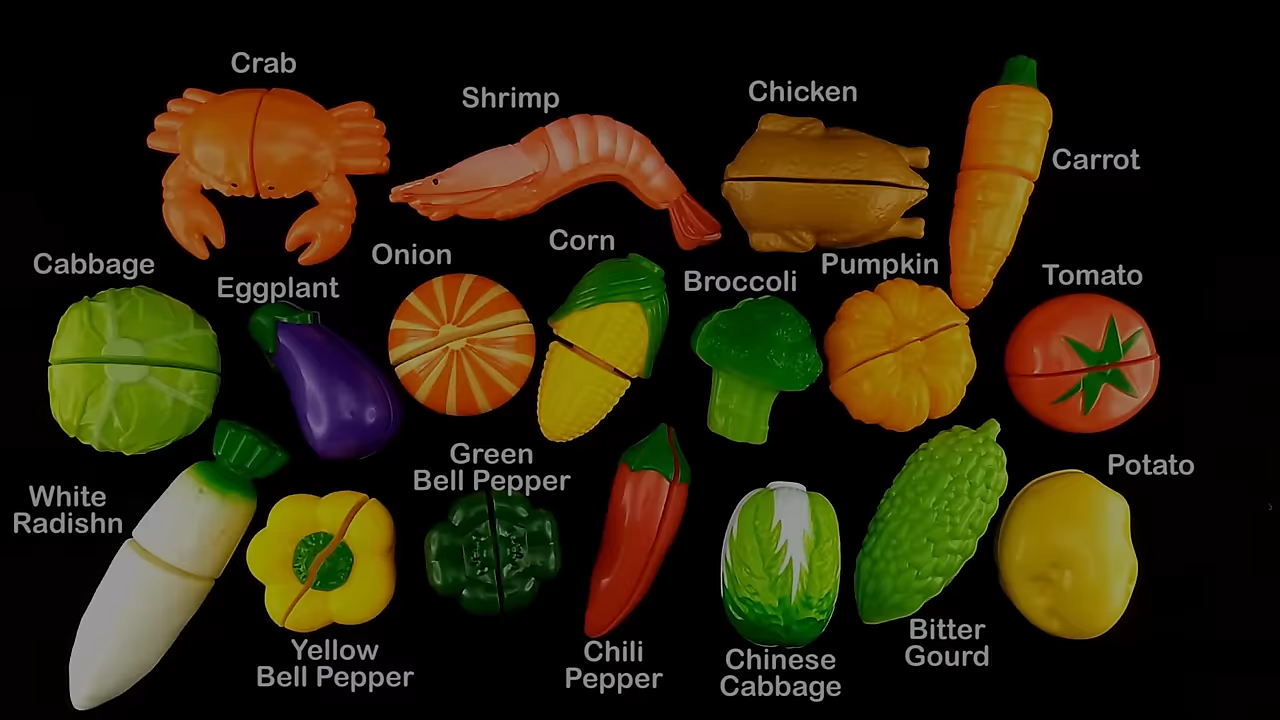 Crab
Shrimp
Chicken
Carrot
Cabbage
Eggplant
Onion
Corn
Broccoli
Pumpkin
Tomato
White
Radishn
Yellow
Bell Pepper
Green
Bell Pepper
Chili
Pepper
Chinese
Cabbage
Bitter
Gourd
Potato